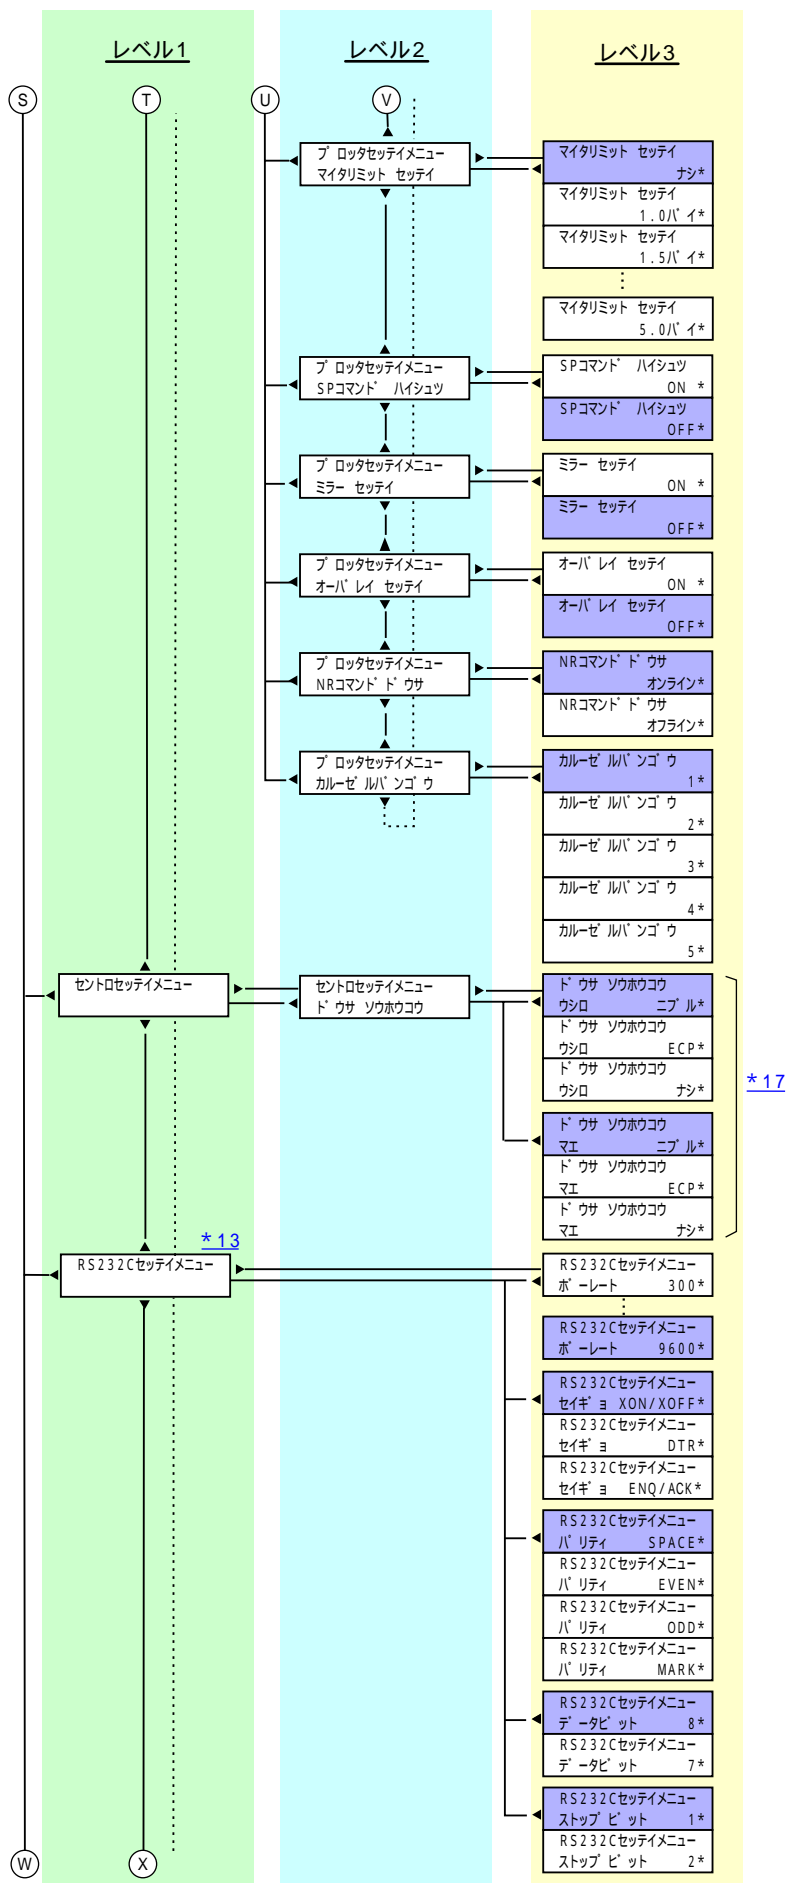 レベル1
レベル2
レベル3
S
T
U
V
プロッタセッテイメニュー
マイタリミット セッテイ
マイタリミット セッテイ
ナシ*
マイタリミット セッテイ
1.0バイ*
マイタリミット セッテイ
1.5バイ*
マイタリミット セッテイ
5.0バイ*
プロッタセッテイメニュー
SPコマンド ハイシュツ
SPコマンド ハイシュツ
ON *
SPコマンド ハイシュツ
OFF*
プロッタセッテイメニュー
ミラー セッテイ
ミラー セッテイ
ON *
ミラー セッテイ
OFF*
プロッタセッテイメニュー
オーバレイ セッテイ
オーバレイ セッテイ
ON *
オーバレイ セッテイ
OFF*
プロッタセッテイメニュー
NRコマンドドウサ
NRコマンドドウサ
オンライン*
NRコマンドドウサ
オフライン*
プロッタセッテイメニュー
カルーゼルバンゴウ
カルーゼルバンゴウ
1*
カルーゼルバンゴウ
2*
カルーゼルバンゴウ
3*
カルーゼルバンゴウ
4*
カルーゼルバンゴウ
5*
セントロセッテイメニュー
セントロセッテイメニュー
ドウサ ソウホウコウ
ドウサ ソウホウコウ
ウシロ ニブル*
ドウサ ソウホウコウ
ウシロ ECP*
ドウサ ソウホウコウ
ウシロ ナシ*
*17
ドウサ ソウホウコウ
マエ ニブル*
ドウサ ソウホウコウ
マエ ECP*
ドウサ ソウホウコウ
マエ ナシ*
*13
RS232Cセッテイメニュー
RS232Cセッテイメニュー
ボーレート 300*
RS232Cセッテイメニュー
ボーレート 9600*
RS232Cセッテイメニュー
セイギョ XON/XOFF*
RS232Cセッテイメニュー
セイギョ DTR*
RS232Cセッテイメニュー
セイギョ ENQ/ACK*
RS232Cセッテイメニュー
パリティ SPACE*
RS232Cセッテイメニュー
パリティ EVEN*
RS232Cセッテイメニュー
パリティ ODD*
RS232Cセッテイメニュー
パリティ MARK*
RS232Cセッテイメニュー
データビット 8*
RS232Cセッテイメニュー
データビット 7*
RS232Cセッテイメニュー
ストップビット 1*
RS232Cセッテイメニュー
ストップビット 2*
W
X